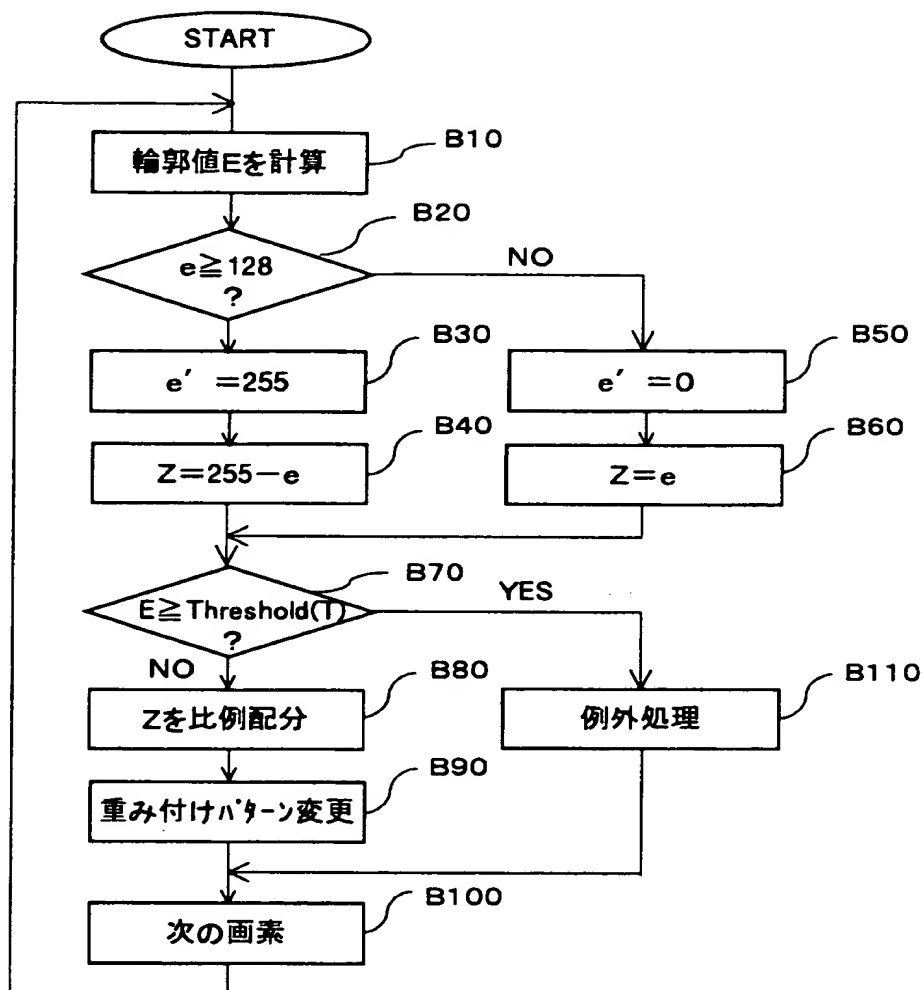 START
輪郭値Eを計算
B10
B20
e≧128
?
NO
B30
e′ =255
B50
e′ =0
B40
Z=255-e
B60
Z=e
B70
E≧Threshold(T)
?
YES
NO
B80
Zを比例配分
B110
例外処理
B90
重み付けパターン変更
B100
次の画素